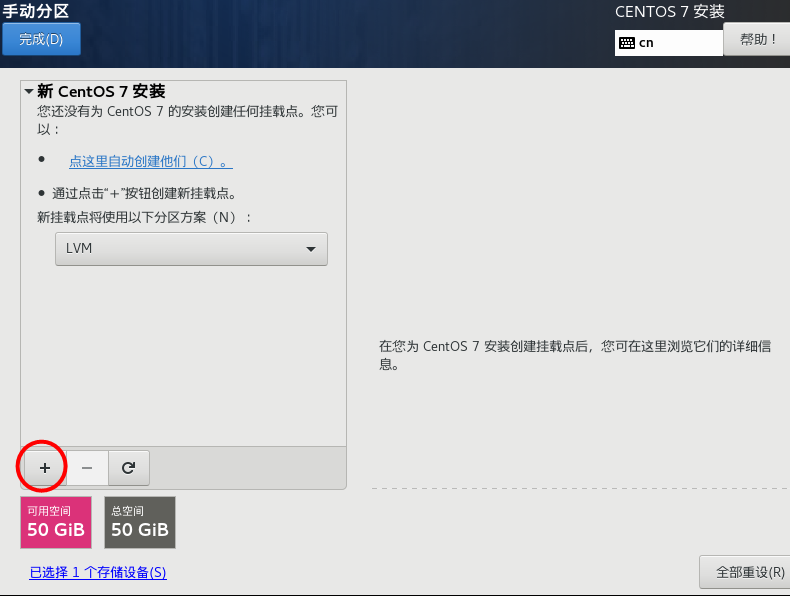 手动分区
CENTOS 7 安装
完成(D)
cn
帮助！
新 CentOS 7 安装
您还没有为 CentOS 7 的安装创建任何挂载点。您可
以：
点这里自动创建他们（C）。
通过点击“+”按钮创建新挂载点。
新挂载点将使用以下分区方案（N）：
LVM
在您为 CentOS 7 安装创建挂载点后，您可在这里浏览它们的详细信
息。
可用空间
50 GiB
总空间
50 GiB
已选择 1 个存储设备(S)
全部重设(R)